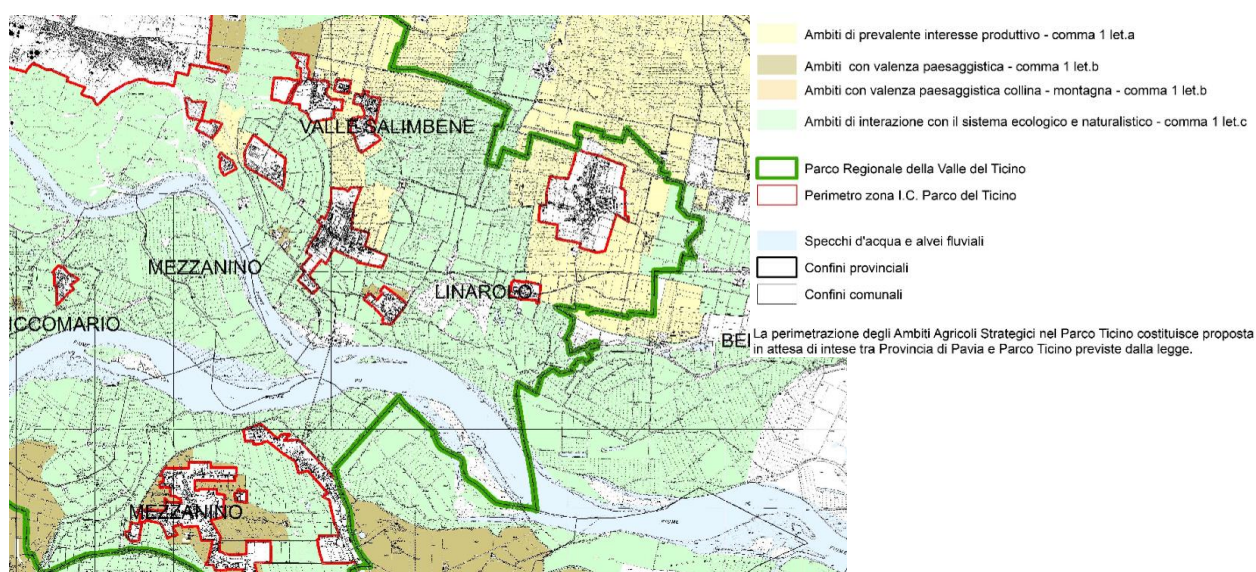 VALLE SALIMBENE
MEZZANINO
LINAROLO
ICCOMARIO
BE
MEZZANINO
FIUME
PO
FIUME
Ambiti di prevalente interesse produttivo - comma 1 let.a
Ambiti con valenza paesaggistica - comma 1 let.b
Ambiti con valenza paesaggistica collina - montagna - comma 1 let.b
Ambiti di interazione con il sistema ecologico e naturalistico - comma 1 let.c
Parco Regionale della Valle del Ticino
Perimetro zona I.C. Parco del Ticino
Specchi d'acqua e alvei fluviali
Confini provinciali
Confini comunali
La perimetrazione degli Ambiti Agricoli Strategici nel Parco Ticino costituisce proposta
in attesa di intese tra Provincia di Pavia e Parco Ticino previste dalla legge.